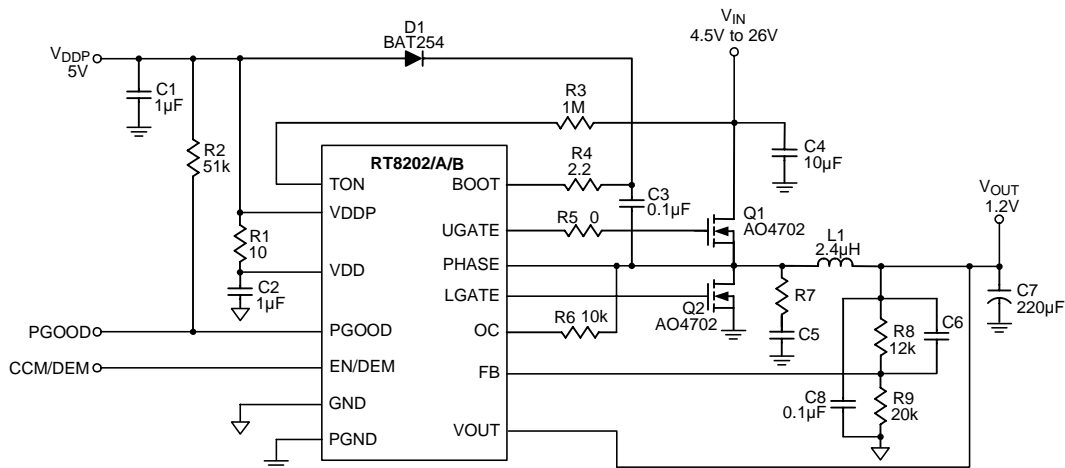 V_IN
4.5V to 26V
D1
BAT254
V_DDP
5V
C1
1µF
R3
1M
R2
51k
RT8202/A/B
R4
2.2
C4
10µF
TON
BOOT
C3
0.1µF
V_OUT
1.2V
VDDP
Q1
AO4702
R5 0
UGATE
L1
2.4µH
R1
10
VDD
PHASE
C2
1µF
LGATE
Q2
AO4702
R7
C7
220µF
PGOOD
PGOOD
OC
R6 10k
C5
R8
12k
C6
CCM/DEM
EN/DEM
FB
GND
C8
0.1µF
R9
20k
PGND
VOUT